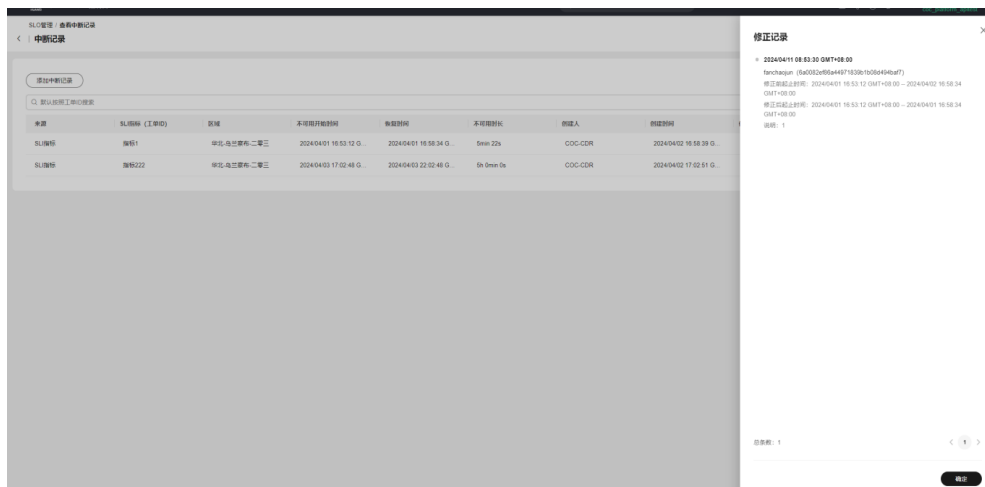 SLO管理 / 查看中断记录
中断记录
添加中断记录
默认按照工单ID搜索
来源 SLI指标（工单ID） 区域 不可用开始时间 恢复时间 不可用时长 创建人 创建时间
SLI指标 指标1 华北-乌兰察布-二零三 2024/04/01 16:53:12 G... 2024/04/01 16:58:34 G... 5min 22s COC-CDR 2024/04/02 16:58:39 G...
SLI指标 指标222 华北-乌兰察布-二零三 2024/04/03 17:02:48 G... 2024/04/03 22:02:48 G... 5h 0min 0s COC-CDR 2024/04/02 17:02:51 G...
修正记录
2024/04/11 08:53:30 GMT+08:00
fanchaojun
修正前起止时间：2024/04/01 16:53:12 GMT+08:00 -- 2024/04/02 16:58:34
GMT+08:00
修正后起止时间：2024/04/01 16:53:12 GMT+08:00 -- 2024/04/01 16:58:34
GMT+08:00
说明：1
总条数：1
1
确定